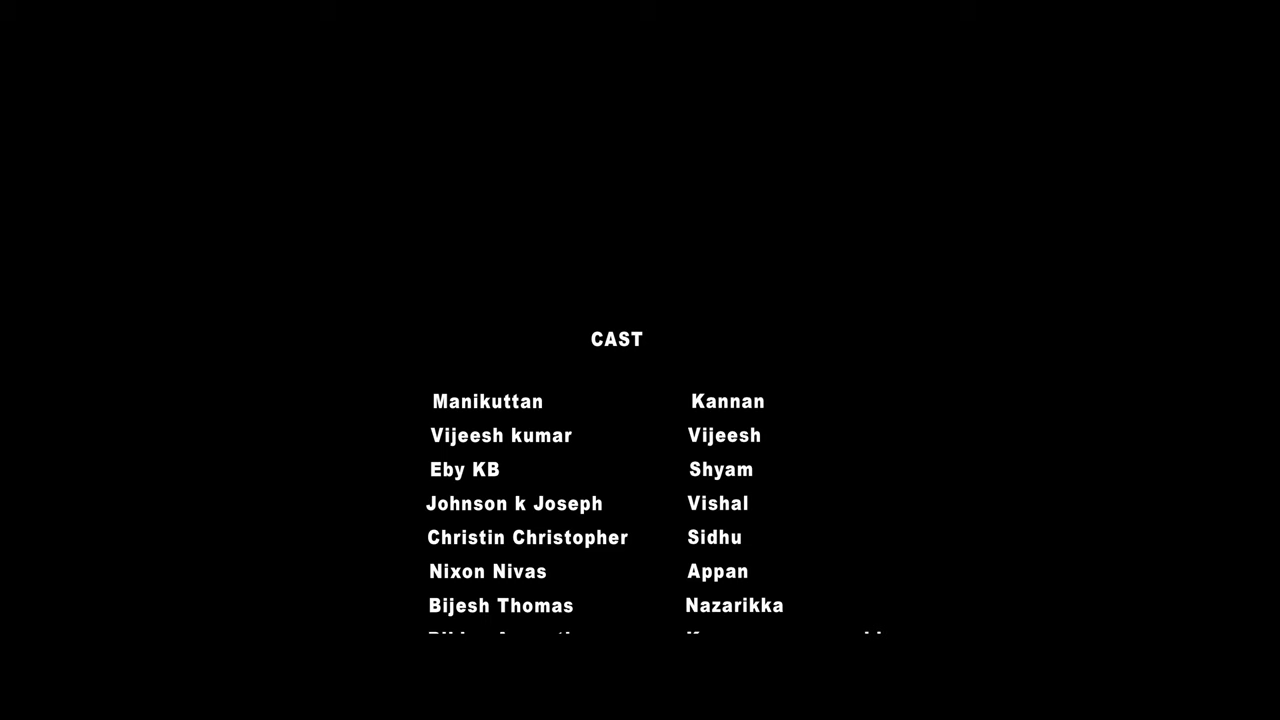 CAST
Manikuttan Kannan
Vijeesh kumar Vijeesh
Eby KB Shyam
Johnson k Joseph Vishal
Christin Christopher Sidhu
Nixon Nivas Appan
Bijesh Thomas Nazarikka